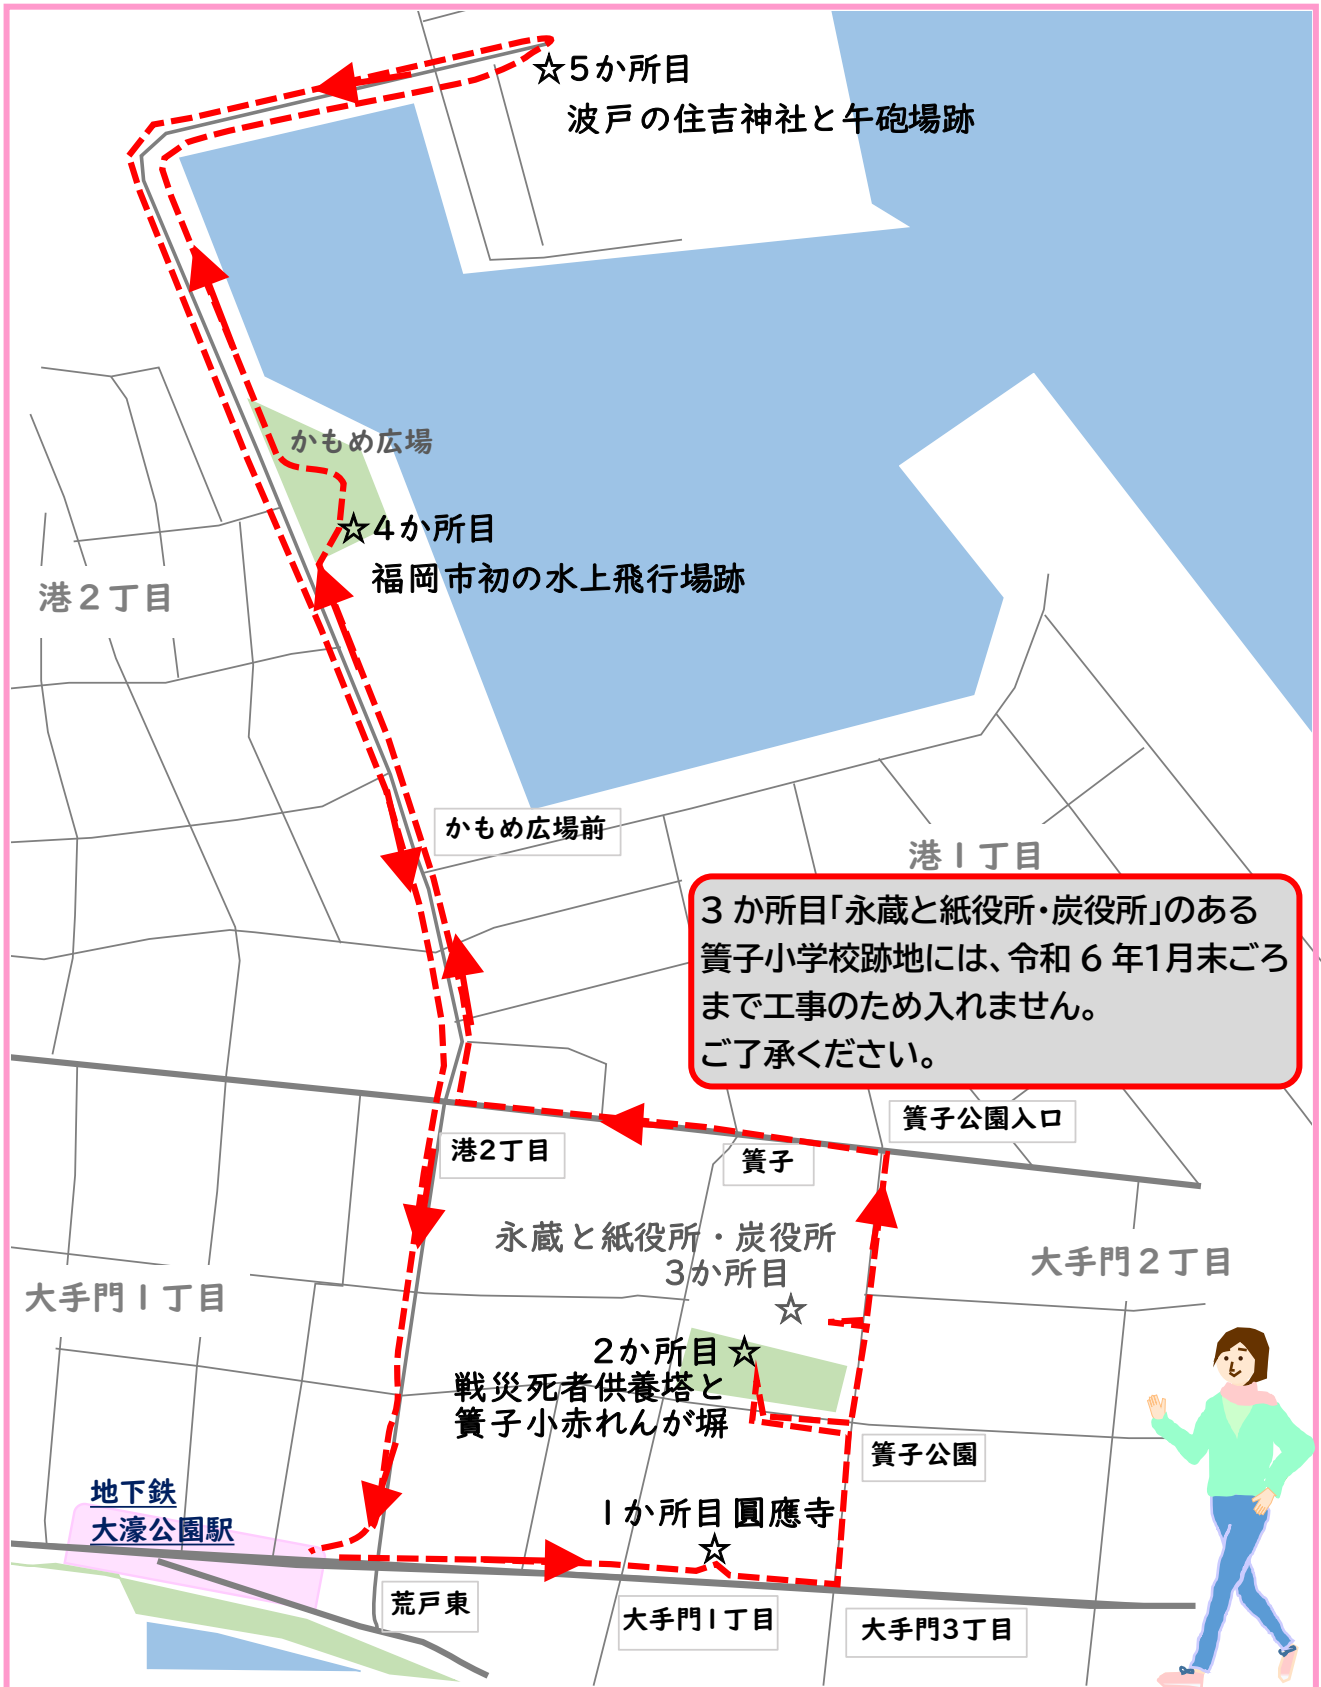 ☆5か所目
波戸の住吉神社と午砲場跡
かもめ広場
☆4か所目
福岡市初の水上飛行場跡
港2丁目
かもめ広場前
港1丁目
3か所目「永蔵と紙役所・炭役所」のある
簀子小学校跡地には、令和6年1月末ごろ
まで工事のため入れません。
ご了承ください。
簀子公園入口
港2丁目
簀子
永蔵と紙役所・炭役所
3か所目
☆
大手門2丁目
大手門1丁目
2か所目☆
戦災死者供養塔と
簀子小赤れんが塀
簀子公園
地下鉄
大濠公園駅
1か所目圓應寺
☆
荒戸東
大手門1丁目
大手門3丁目